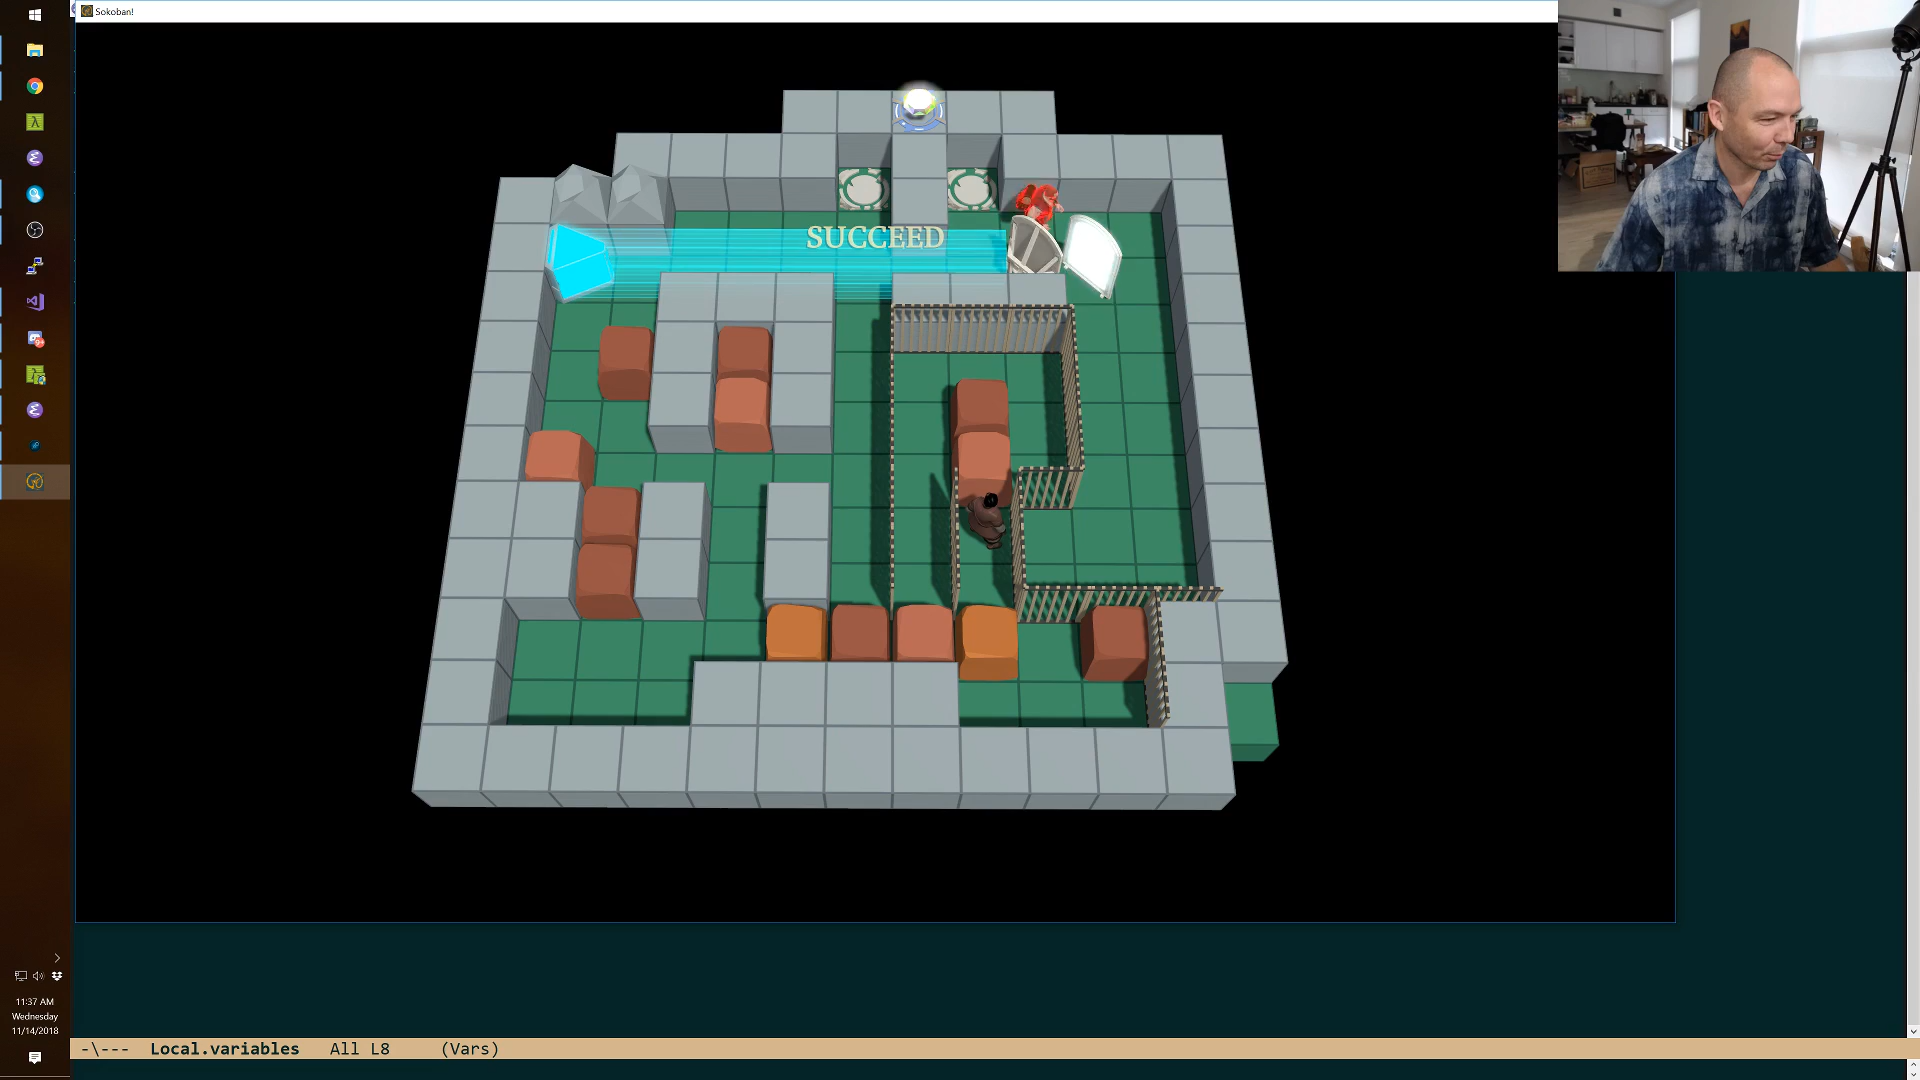 Sokoban!
SUCCEED
11:37 AM
Wednesday
11/14/2018
-\--- Local.variables All L8 (Vars)